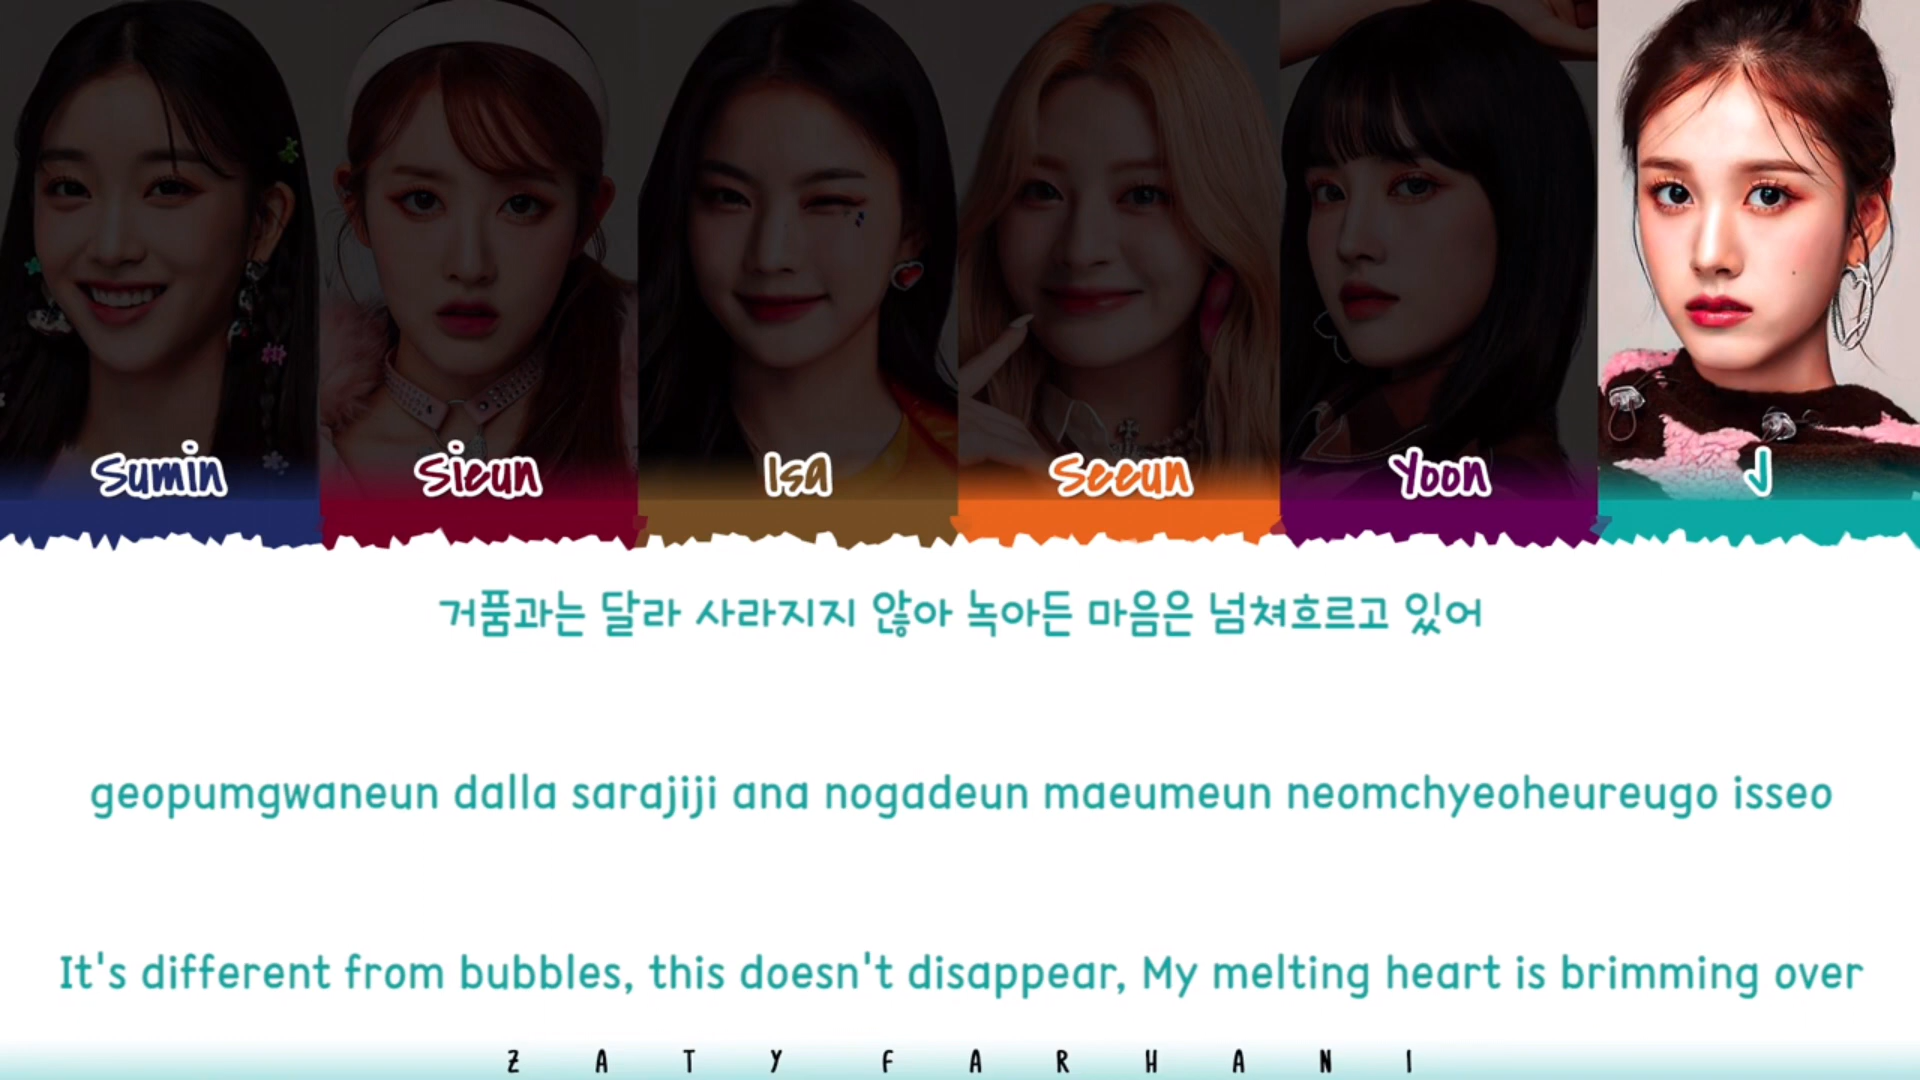 Sumin Sieun Isa Seeun Yoon J
거품과는 달라 사라지지 않아 녹아든 마음은 넘쳐흐르고 있어
geopumgwaneun dalla sarajiji ana nogadeun maeumeun neomchyeoheureugo isseo
It's different from bubbles, this doesn't disappear, My melting heart is brimming over
ZATY FARHANI